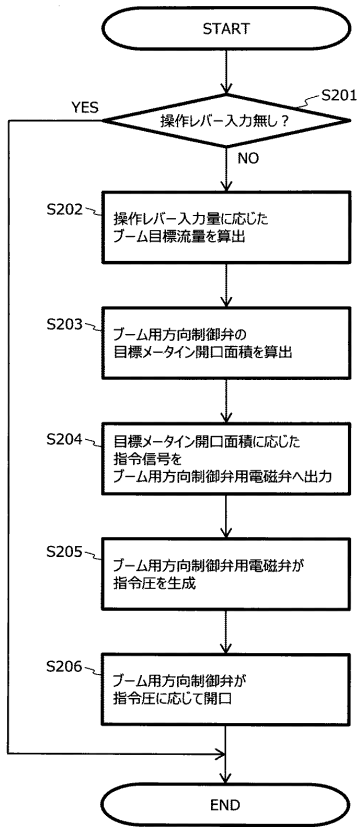 START
S201
YES
操作レバー入力無し？
NO
S202
操作レバー入力量に応じた
ブーム目標流量を算出
S203
ブーム用方向制御弁の
目標メータイン開口面積を算出
S204
目標メータイン開口面積に応じた
指令信号を
ブーム用方向制御弁用電磁弁へ出力
S205
ブーム用方向制御弁用電磁弁が
指令圧を生成
S206
ブーム用方向制御弁が
指令圧に応じて開口
END